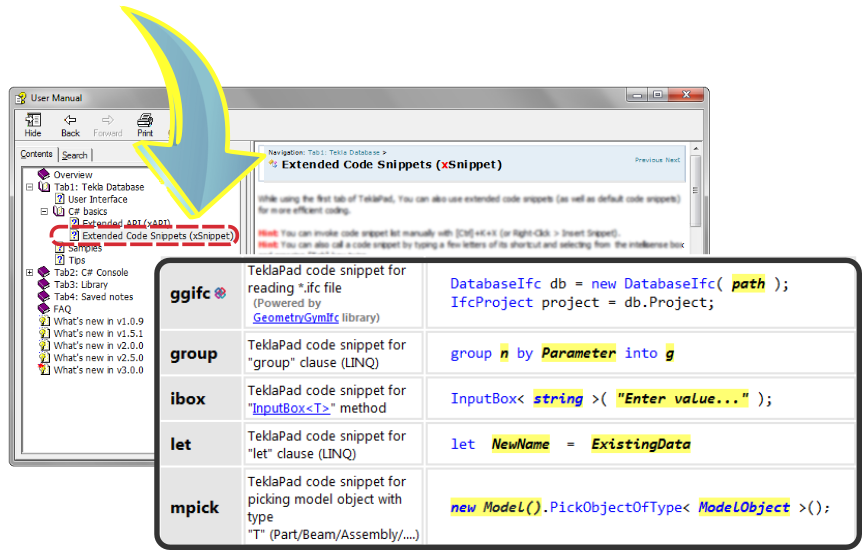 User Manual
Hide Back Forward Print
Contents Search
Overview
Tab1: Tekla Database
User Interface
C# basics
Extended API (xAPI)
Extended Code Snippets (xSnippet)
Samples
Tips
Tab2: C# Console
Tab3: Library
Tab4: Saved notes
FAQ
What's new in v1.0.9
What's new in v1.5.1
What's new in v2.0.0
What's new in v2.5.0
What's new in v3.0.0
Navigation: Tab1: Tekla Database >
Extended Code Snippets (xSnippet)
Previous Next
While using the first tab of TeklaPad, You can also use extended code snippets (as well as default code snippets)
for more efficient coding.
Hint: You can invoke code snippet list manually with [Ctrl]+K+X (or Right-Click > Insert Snippet).
Hint: You can also call a code snippet by typing a few letters of its shortcut and selecting from the intellisense box
ggifc
TeklaPad code snippet for
reading *.ifc file
(Powered by
GeometryGymIfc library)
DatabaseIfc db = new DatabaseIfc( path );
IfcProject project = db.Project;
group
TeklaPad code snippet for
"group" clause (LINQ)
group n by Parameter into g
ibox
TeklaPad code snippet for
"InputBox<T>" method
InputBox< string >( "Enter value..." );
let
TeklaPad code snippet for
"let" clause (LINQ)
let NewName = ExistingData
mpick
TeklaPad code snippet for
picking model object with
type
"T" (Part/Beam/Assembly/....)
new Model().PickObjectOfType< ModelObject >();